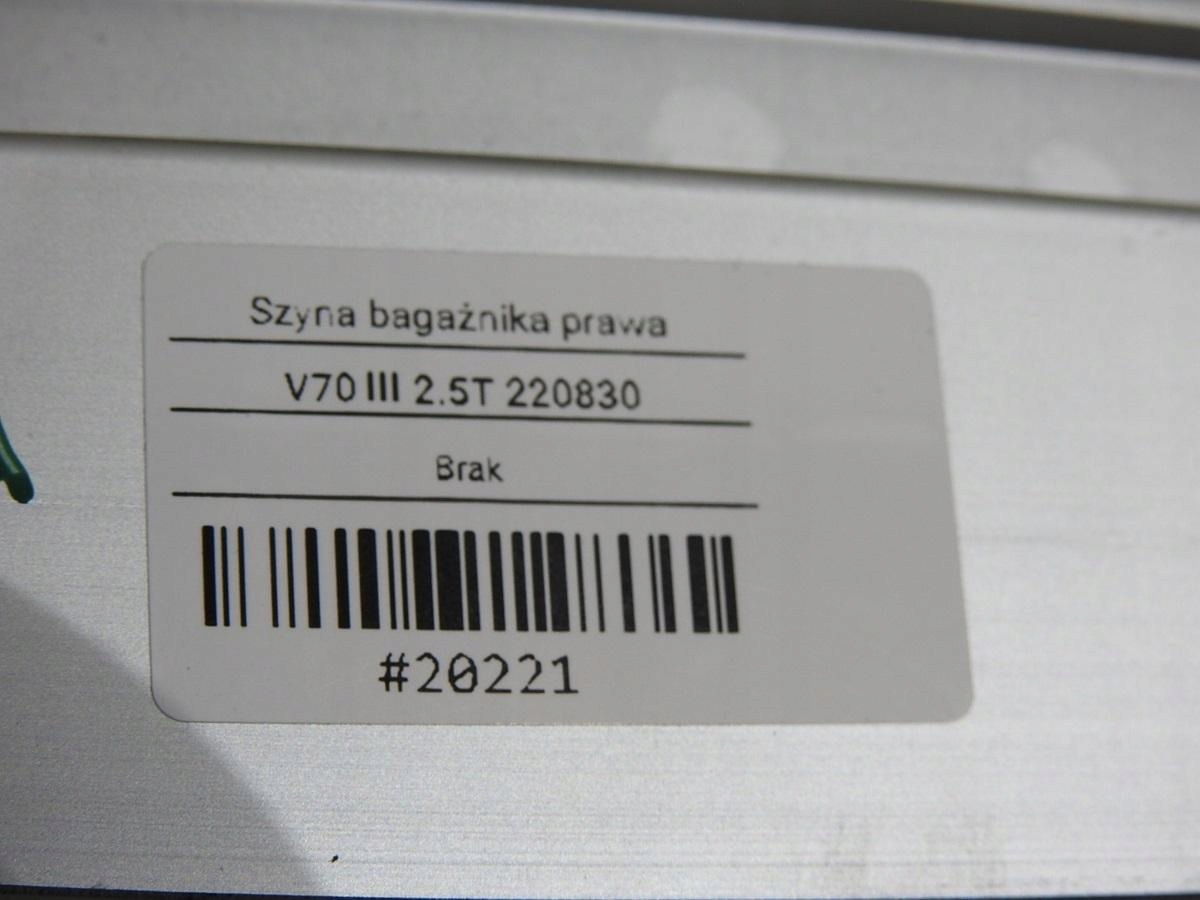 Szyna bagażnika prawa
V70 III 2.5T 220830
Brak
#20221